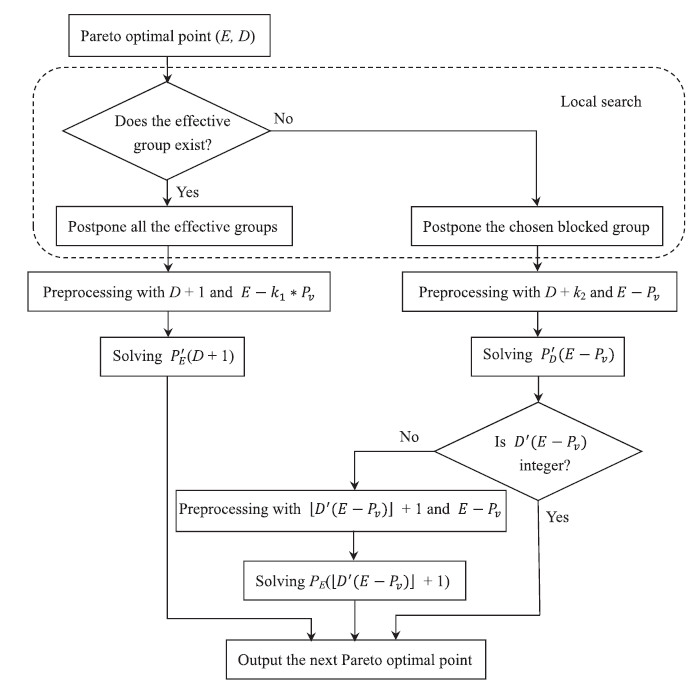 Pareto optimal point (E, D)
Local search
Does the effective
group exist?
No
Yes
Postpone all the effective groups
Postpone the chosen blocked group
Preprocessing with D + 1 and E − k₁ ∗ Pᵥ
Preprocessing with D + k₂ and E − Pᵥ
Solving P′_E(D + 1)
Solving P′_D(E − Pᵥ)
No
Is D′(E − Pᵥ)
integer?
Preprocessing with ⌊D′(E − Pᵥ)⌋ + 1 and E − Pᵥ
Yes
Solving P_E(⌊D′(E − Pᵥ)⌋ + 1)
Output the next Pareto optimal point